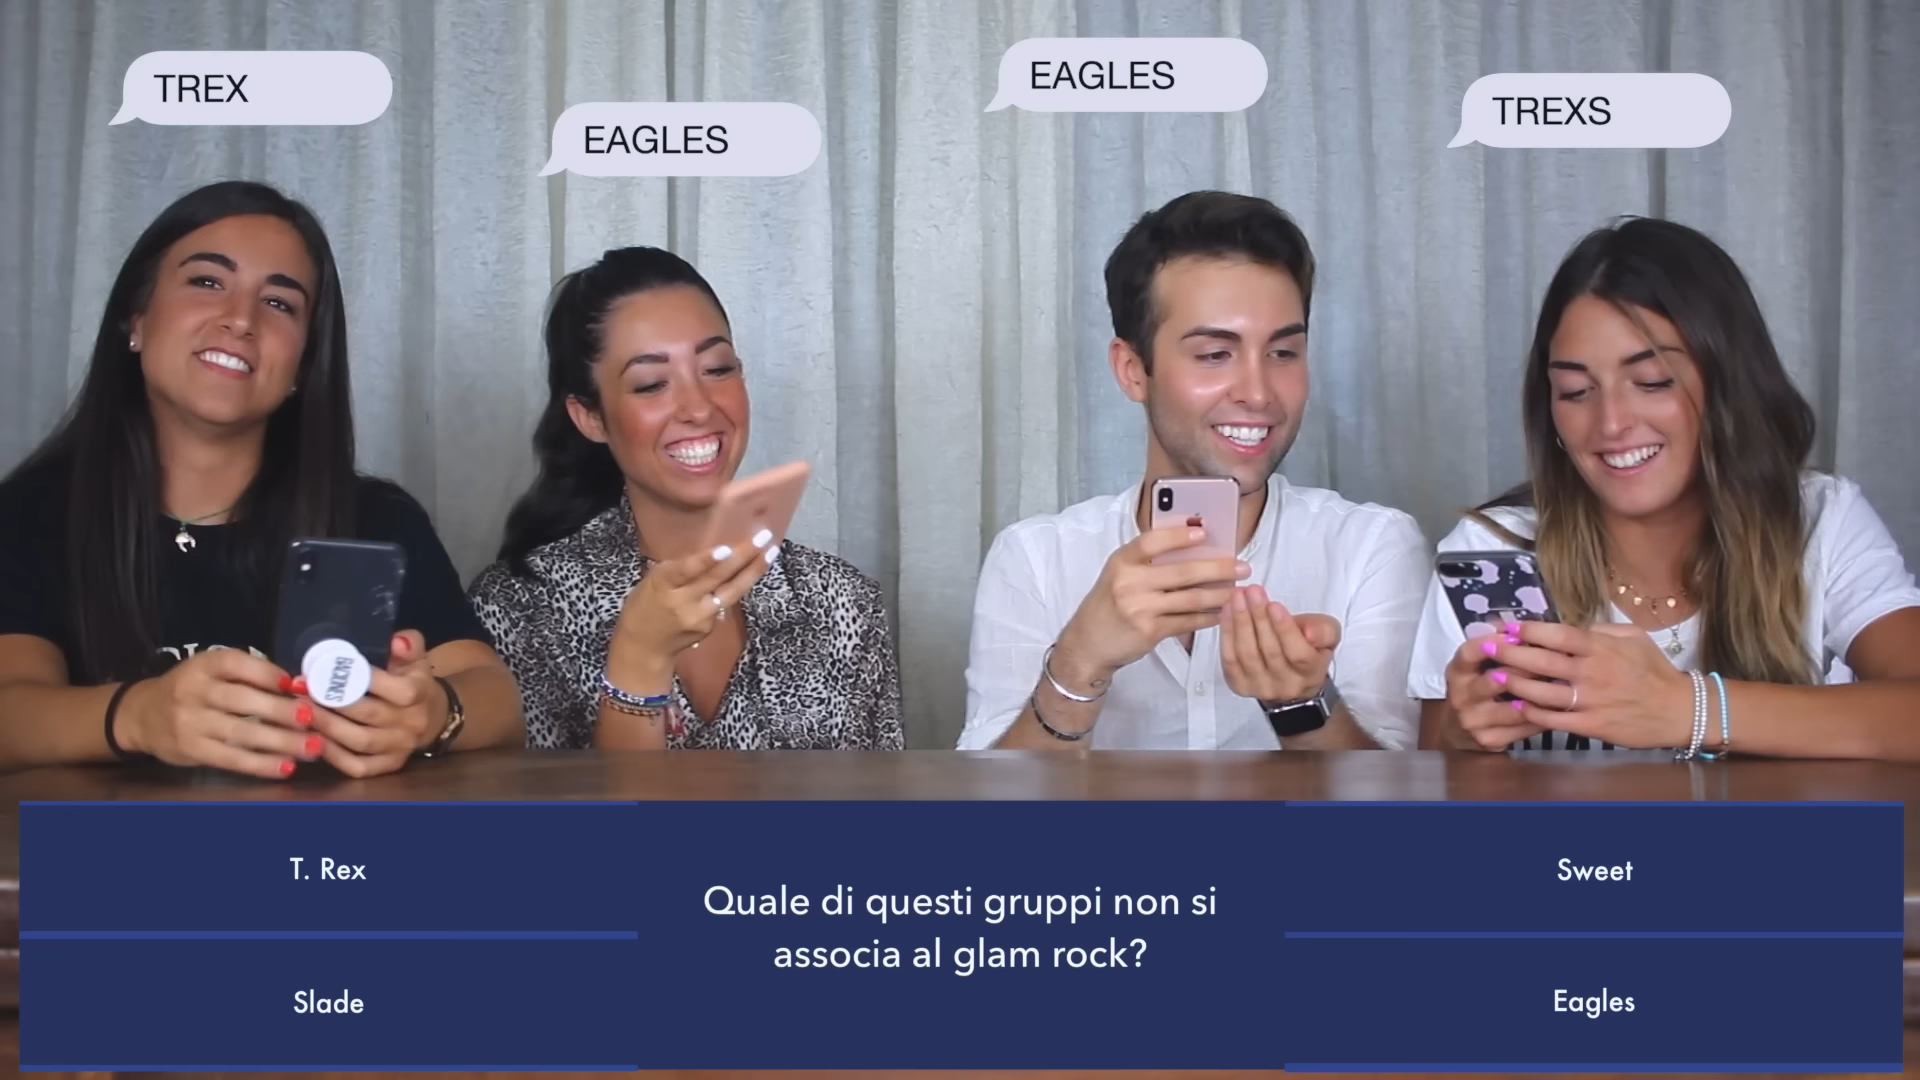 TREX
EAGLES
EAGLES
TREXS
T. Rex
Quale di questi gruppi non si
associa al glam rock?
Sweet
Slade
Eagles